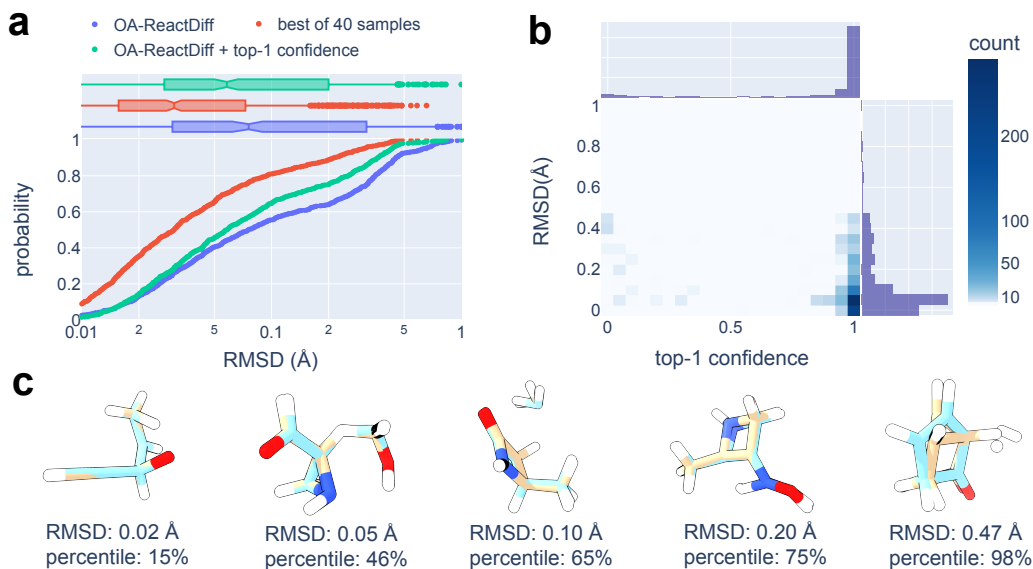 a
OA-ReactDiff
best of 40 samples
OA-ReactDiff + top-1 confidence
1
0.8
0.6
0.4
0.2
0
probability
0.01
2
5
0.1
2
5
1
RMSD (Å)
b
count
200
100
50
10
1
0.8
0.6
0.4
0.2
0
RMSD(Å)
0
0.5
1
top-1 confidence
c
RMSD: 0.02 Å
percentile: 15%
RMSD: 0.05 Å
percentile: 46%
RMSD: 0.10 Å
percentile: 65%
RMSD: 0.20 Å
percentile: 75%
RMSD: 0.47 Å
percentile: 98%